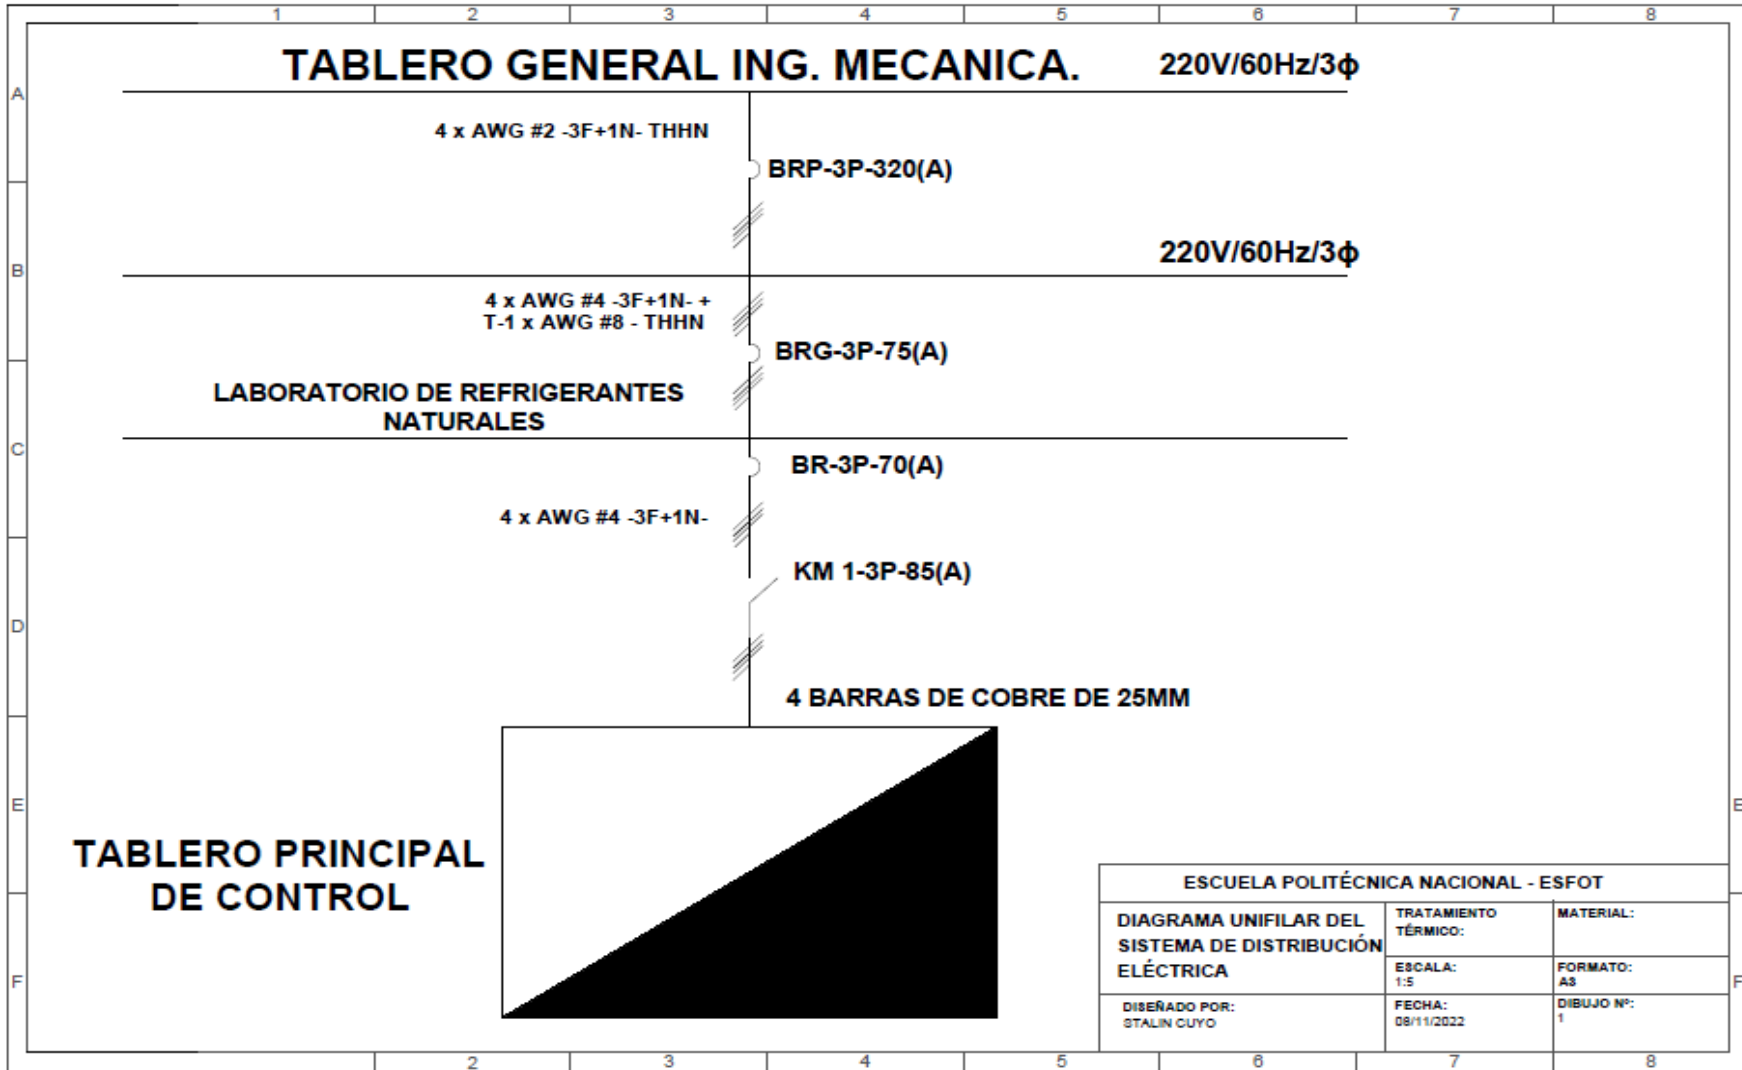 1 2 3 4 5 6 7 8
TABLERO GENERAL ING. MECANICA.
220V/60Hz/3ϕ
A
4 x AWG #2 -3F+1N- THHN
BRP-3P-320(A)
220V/60Hz/3ϕ
B
4 x AWG #4 -3F+1N- +
T-1 x AWG #8 - THHN
BRG-3P-75(A)
LABORATORIO DE REFRIGERANTES
NATURALES
C
BR-3P-70(A)
4 x AWG #4 -3F+1N-
KM 1-3P-85(A)
D
4 BARRAS DE COBRE DE 25MM
E E
TABLERO PRINCIPAL
DE CONTROL
ESCUELA POLITÉCNICA NACIONAL - ESFOT
DIAGRAMA UNIFILAR DEL
SISTEMA DE DISTRIBUCIÓN
ELÉCTRICA
TRATAMIENTO
TÉRMICO:
MATERIAL:
ESCALA:
1:5
FORMATO:
A3
F F
DISEÑADO POR:
STALIN CUYO
FECHA:
08/11/2022
DIBUJO Nº:
1
2 3 4 5 6 7 8